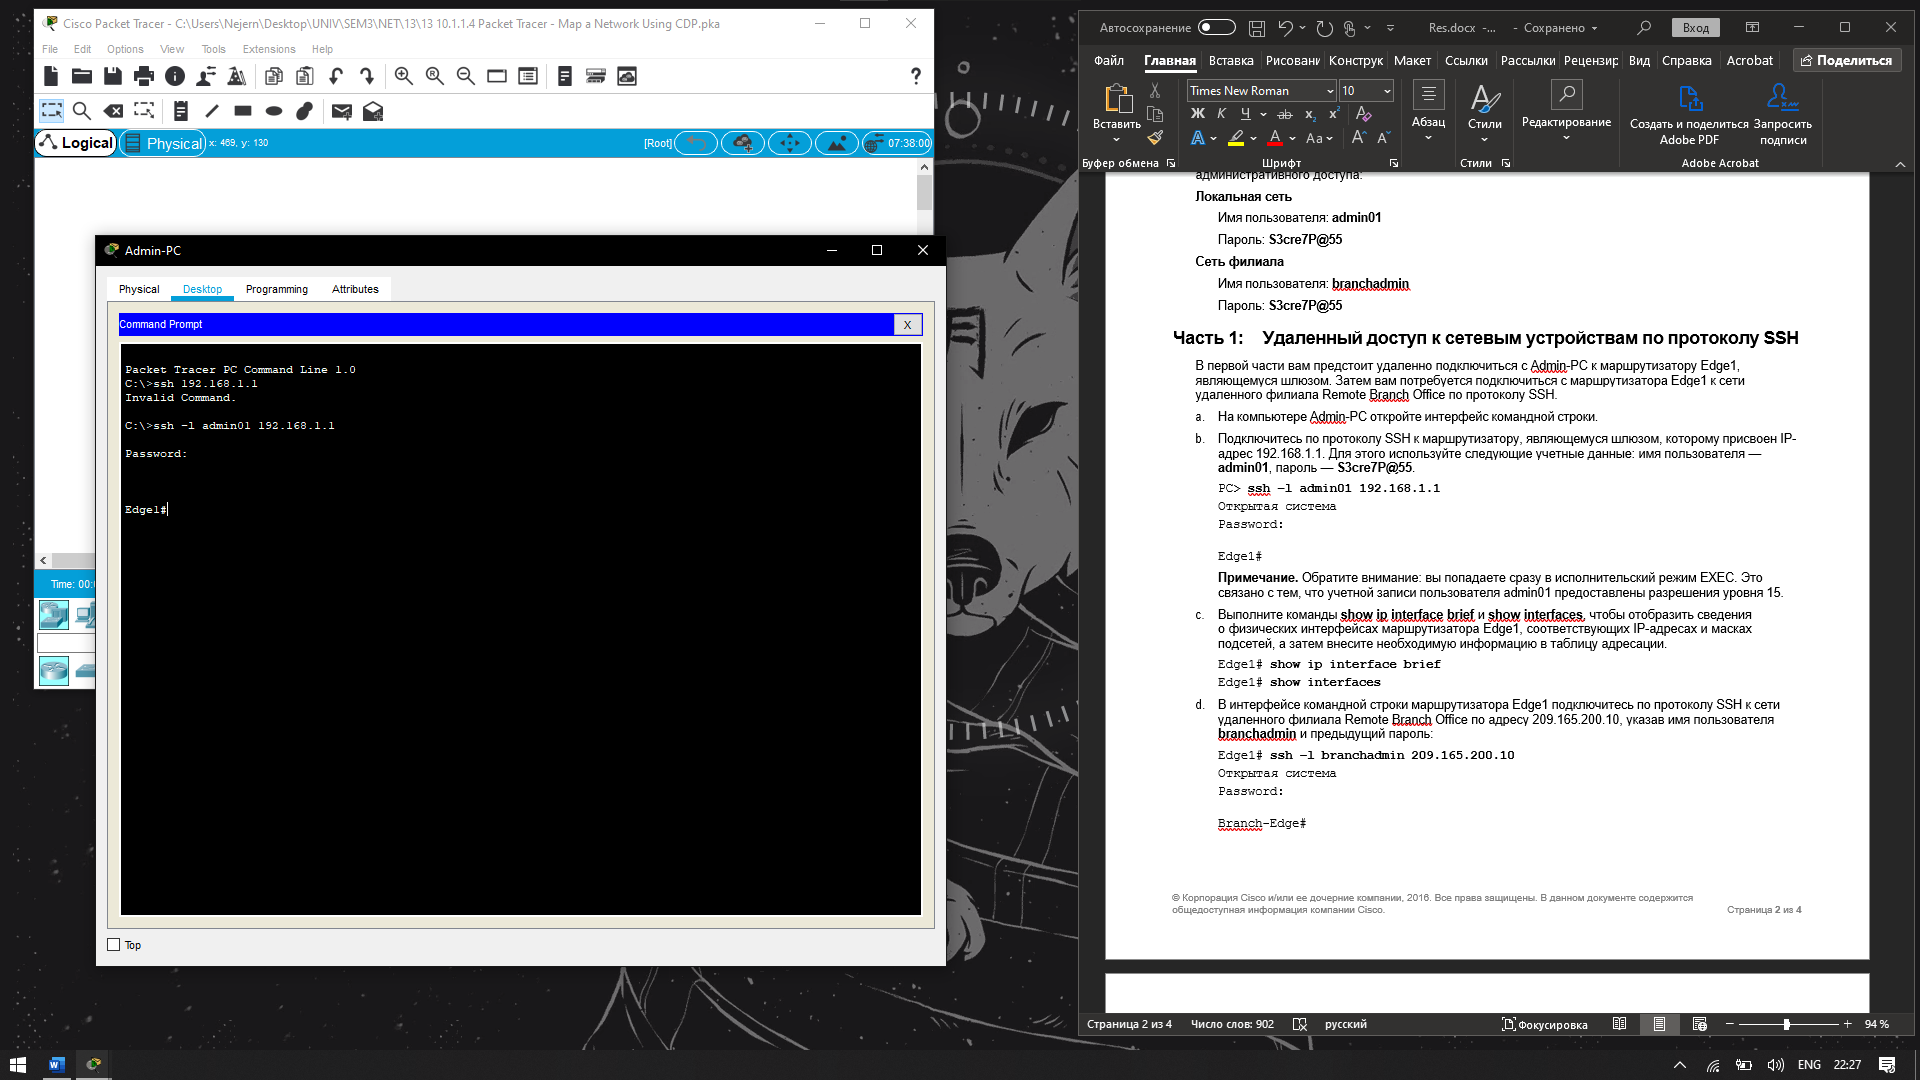 Cisco Packet Tracer - C:\Users\Nejern\Desktop\UNIV\SEM3\NET\13\13 10.1.1.4 Packet Tracer - Map a Network Using CDP.pka
File Edit Options View Tools Extensions Help
Logical Physical x: 469, y: 130 [Root] 07:38:00
Admin-PC
Physical Desktop Programming Attributes
Command Prompt X
Packet Tracer PC Command Line 1.0
C:\>ssh 192.168.1.1
Invalid Command.
C:\>ssh -l admin01 192.168.1.1
Password:
Edge1#
Top
Time: 00:
Автосохранение Res.docx -... - Сохранено Вход
Файл Главная Вставка Рисовани Конструк Макет Ссылки Рассылки Рецензир Вид Справка Acrobat Поделиться
Times New Roman 10
Ж К Ч ab x₂ x²
Вставить Абзац Стили Редактирование Создать и поделиться Adobe PDF Запросить подписи
Буфер обмена Шрифт Стили Adobe Acrobat
административного доступа:
Локальная сеть
Имя пользователя: admin01
Пароль: S3cre7P@55
Сеть филиала
Имя пользователя: branchadmin
Пароль: S3cre7P@55
Часть 1: Удаленный доступ к сетевым устройствам по протоколу SSH
В первой части вам предстоит удаленно подключиться с Admin-PC к маршрутизатору Edge1,
являющемуся шлюзом. Затем вам потребуется подключиться с маршрутизатора Edge1 к сети
удаленного филиала Remote Branch Office по протоколу SSH.
a. На компьютере Admin-PC откройте интерфейс командной строки.
b. Подключитесь по протоколу SSH к маршрутизатору, являющемуся шлюзом, которому присвоен IP-
адрес 192.168.1.1. Для этого используйте следующие учетные данные: имя пользователя —
admin01, пароль — S3cre7P@55.
PC> ssh –l admin01 192.168.1.1
Открытая система
Password:
Edge1#
Примечание. Обратите внимание: вы попадаете сразу в исполнительский режим EXEC. Это
связано с тем, что учетной записи пользователя admin01 предоставлены разрешения уровня 15.
c. Выполните команды show ip interface brief и show interfaces, чтобы отобразить сведения
о физических интерфейсах маршрутизатора Edge1, соответствующих IP-адресах и масках
подсетей, а затем внесите необходимую информацию в таблицу адресации.
Edge1# show ip interface brief
Edge1# show interfaces
d. В интерфейсе командной строки маршрутизатора Edge1 подключитесь по протоколу SSH к сети
удаленного филиала Remote Branch Office по адресу 209.165.200.10, указав имя пользователя
branchadmin и предыдущий пароль:
Edge1# ssh –l branchadmin 209.165.200.10
Открытая система
Password:
Branch-Edge#
© Корпорация Cisco и/или ее дочерние компании, 2016. Все права защищены. В данном документе содержится
общедоступная информация компании Cisco. Страница 2 из 4
Страница 2 из 4 Число слов: 902 русский Фокусировка 94 %
ENG 22:27